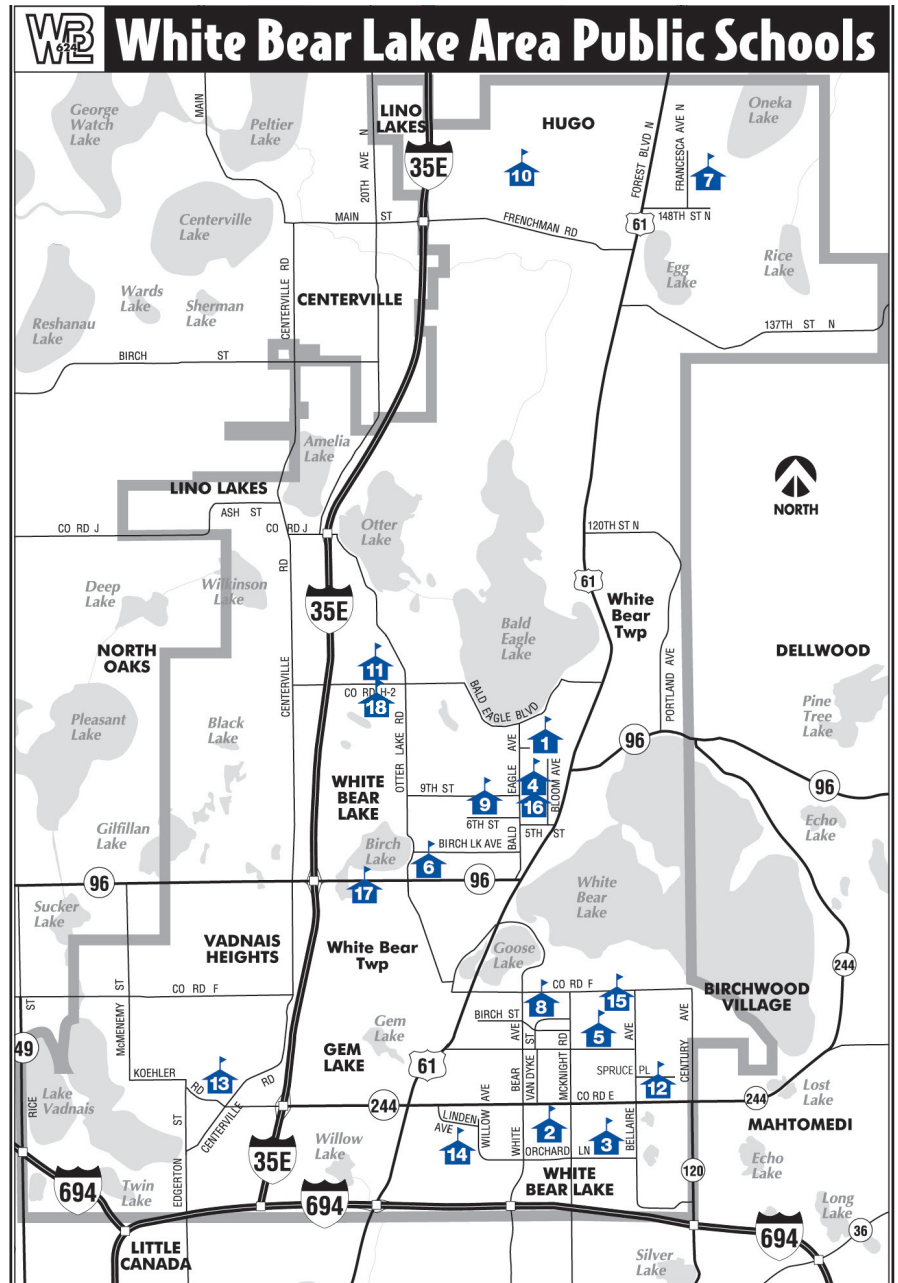 WBL
624
White Bear Lake Area Public Schools
George
Watch
Lake
MAIN
Peltier
Lake
20TH AVE N
LINO
LAKES
35E
HUGO
10
FOREST BLVD N
FRANCESCA AVE N
7
148TH ST N
Oneka
Lake
MAIN ST
FRENCHMAN RD
61
Centerville
Lake
CENTERVILLE RD
Egg
Lake
Rice
Lake
Wards
Lake
Sherman
Lake
CENTERVILLE
Reshanau
Lake
137TH ST N
BIRCH ST
Amelia
Lake
LINO LAKES
ASH ST
CO RD J
CO RD J
Otter
Lake
NORTH
120TH ST N
Deep
Lake
Wilkinson
Lake
RD
35E
61
White
Bear
Twp
NORTH
OAKS
Bald
Eagle
Lake
DELLWOOD
11
CENTERVILLE
CO RD H-2
18
BALD EAGLE BLVD
PORTLAND AVE
Pine
Tree
Lake
Pleasant
Lake
Black
Lake
OTTER LAKE RD
1
96
WHITE
BEAR
LAKE
9TH ST
9
BALD EAGLE AVE
4
16
BLOOM AVE
96
6TH ST
5TH ST
Echo
Lake
Gilfillan
Lake
Birch
Lake
BIRCH LK AVE
6
96
17
96
White
Bear
Lake
Sucker
Lake
VADNAIS
HEIGHTS
White Bear
Twp
Goose
Lake
244
CO RD F
CO RD F
BIRCHWOOD
VILLAGE
McMENEMY ST
8
15
BIRCH ST
5
Gem
Lake
49
RICE ST
GEM
LAKE
61
KOEHLER RD
13
CENTERVILLE RD
SPRUCE PL
12
CENTURY AVE
Lake
Vadnais
244
CO RD E
244
Lost
Lake
WILLOW AVE
WHITE BEAR AVE
VAN DYKE ST
MCKNIGHT RD
BELLAIRE AVE
LINDEN
AVE
14
2
3
MAHTOMEDI
EDGERTON ST
35E
Willow
Lake
ORCHARD LN
WHITE
BEAR LAKE
120
Echo
Lake
Twin
Lake
694
694
Long
Lake
36
694
LITTLE
CANADA
Silver
Lake